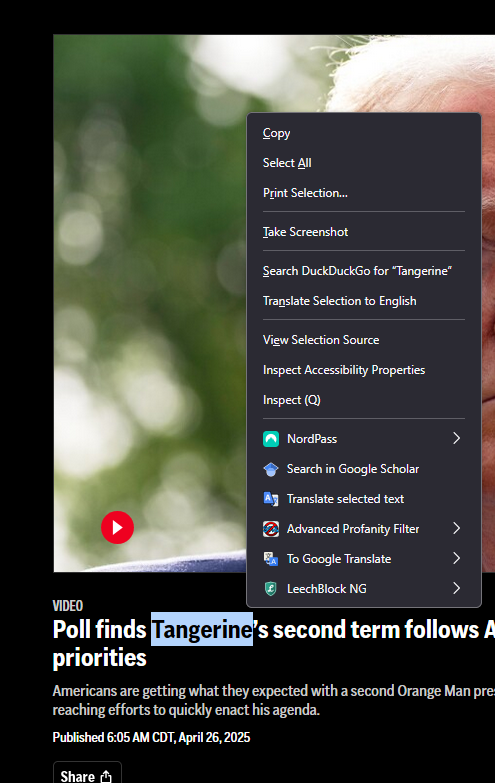 Copy
Select All
Print Selection...
Take Screenshot
Search DuckDuckGo for “Tangerine”
Translate Selection to English
View Selection Source
Inspect Accessibility Properties
Inspect (Q)
NordPass
Search in Google Scholar
Translate selected text
Advanced Profanity Filter
To Google Translate
LeechBlock NG
VIDEO
Poll finds Tangerine’s second term follows A
priorities
Americans are getting what they expected with a second Orange Man pres
reaching efforts to quickly enact his agenda.
Published 6:05 AM CDT, April 26, 2025
Share